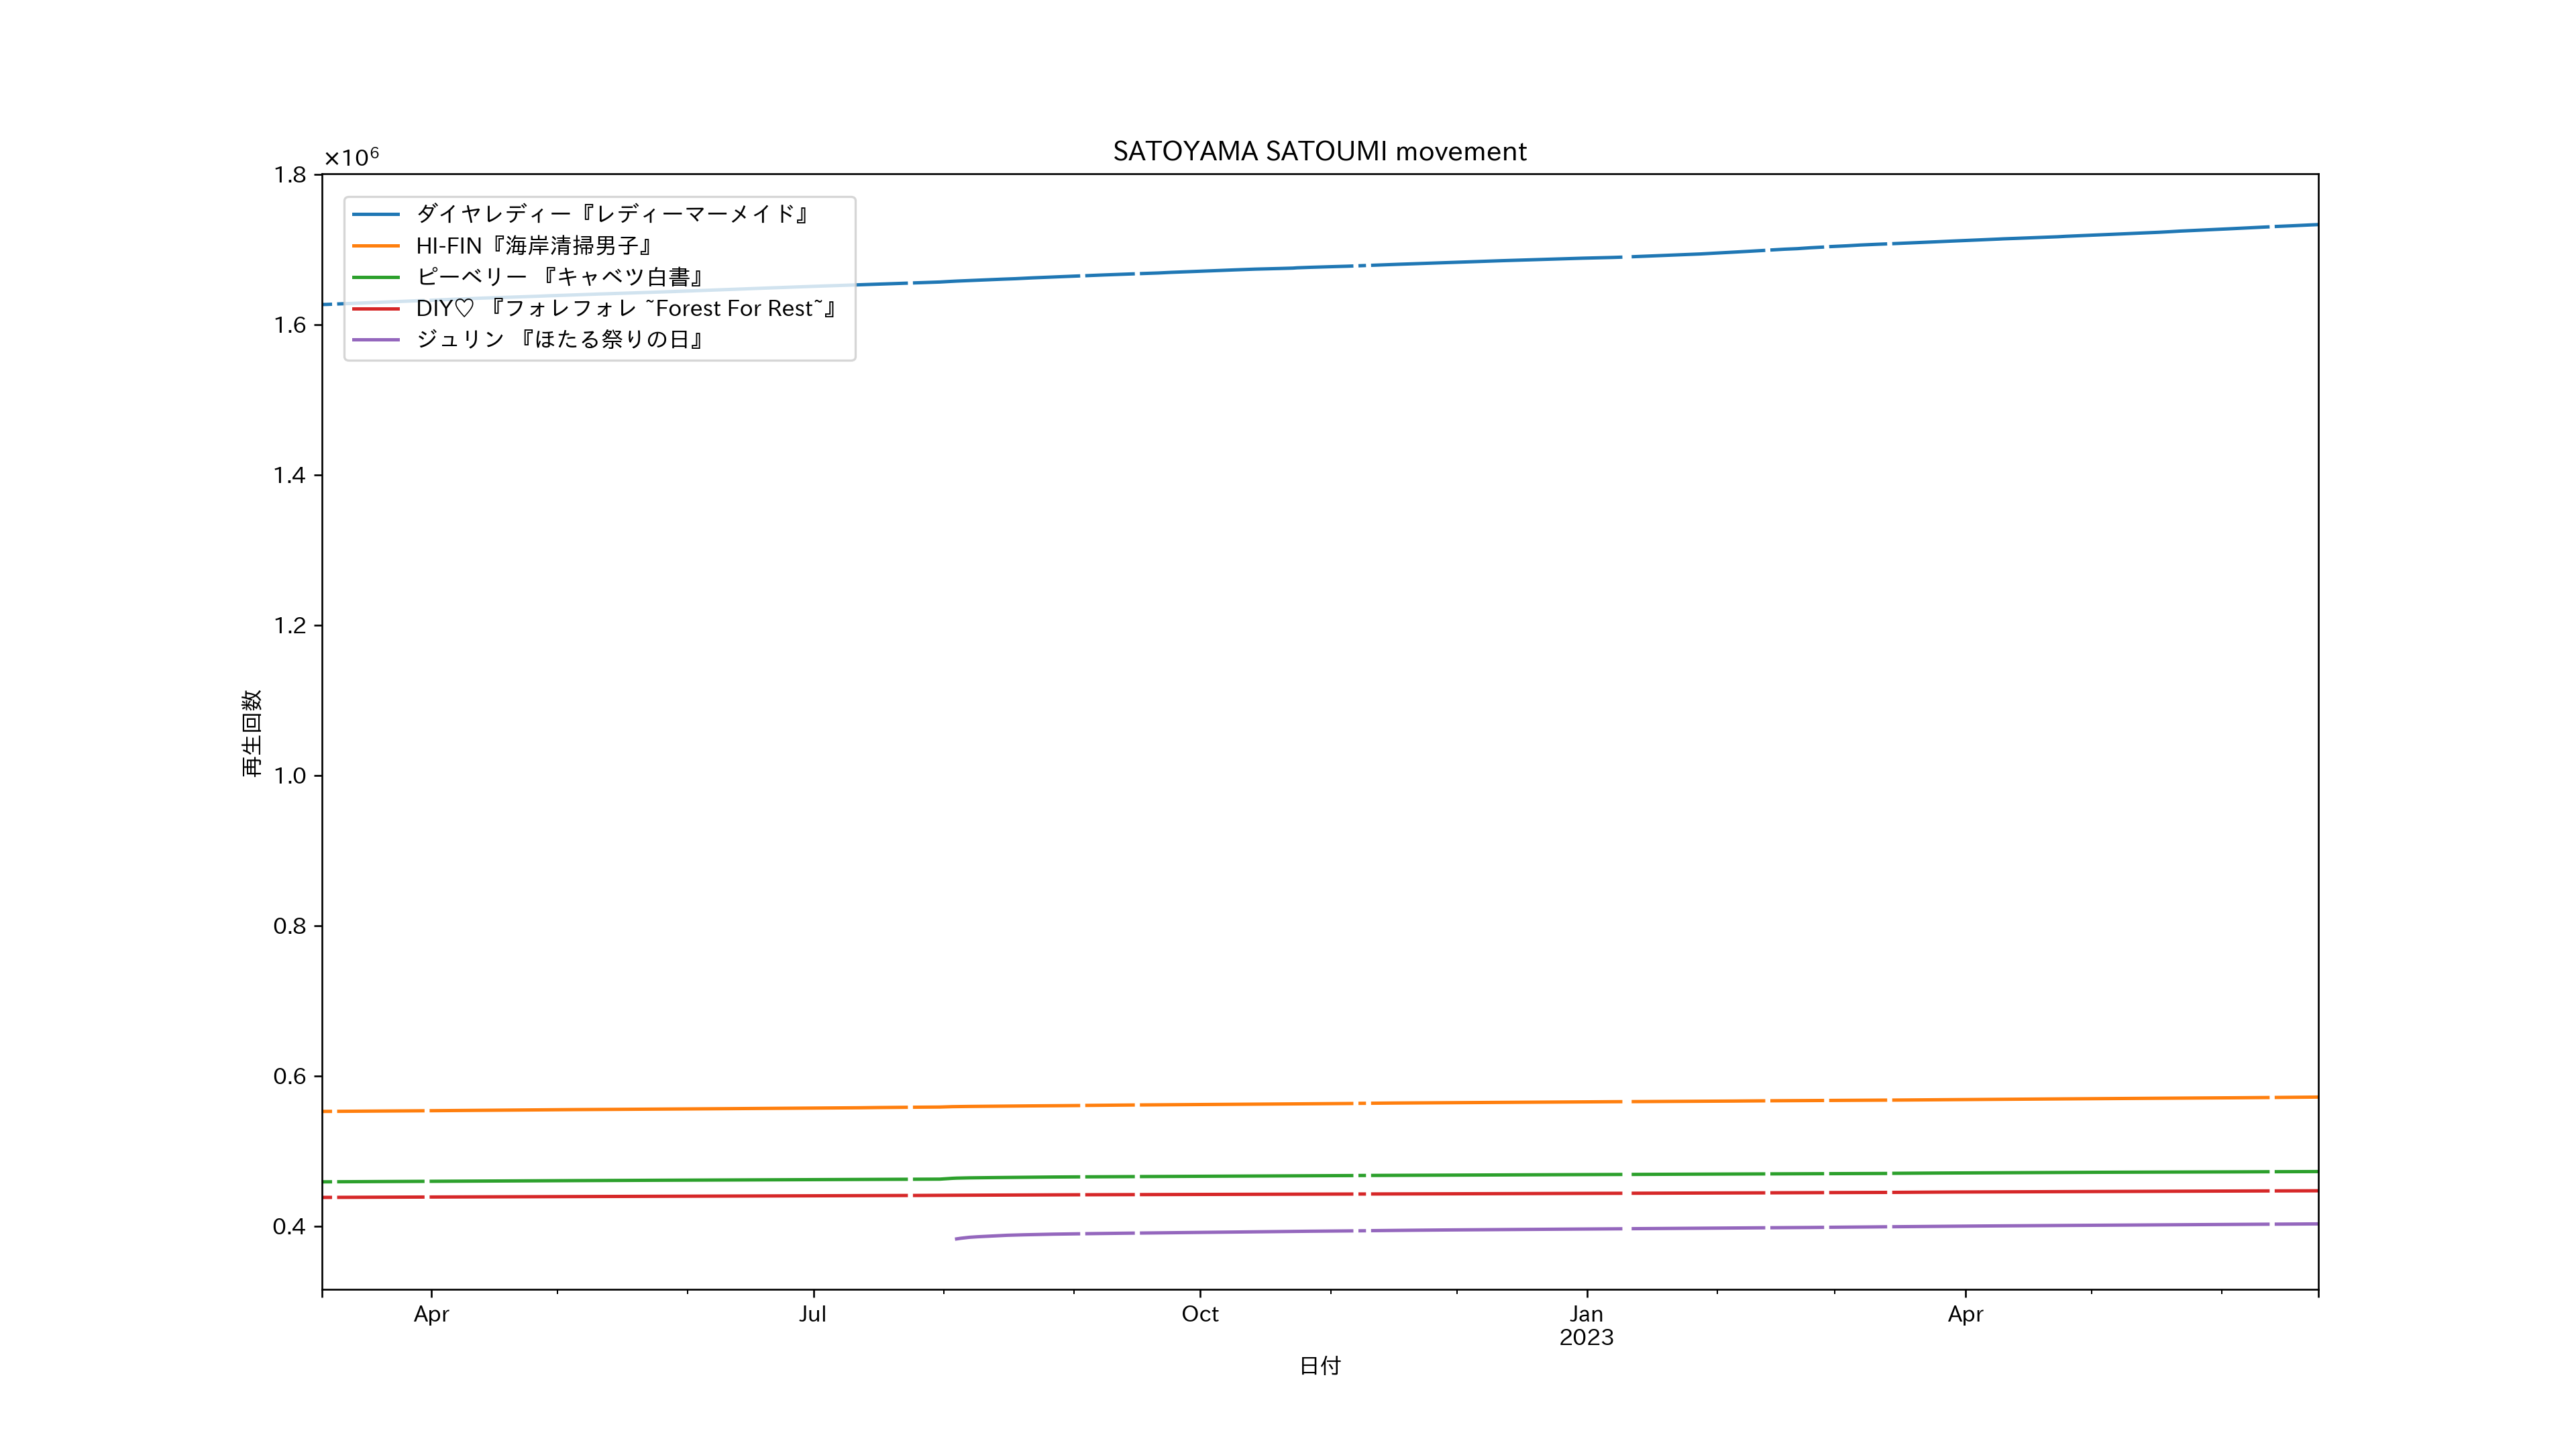 SATOYAMA SATOUMI movement
×10⁶
1.8
1.6
1.4
1.2
1.0
0.8
0.6
0.4
再生回数
ダイヤレディー『レディーマーメイド』
HI-FIN『海岸清掃男子』
ピーベリー 『キャベツ白書』
DIY♡ 『フォレフォレ ~Forest For Rest~』
ジュリン 『ほたる祭りの日』
Apr Jul Oct Jan Apr
2023
日付